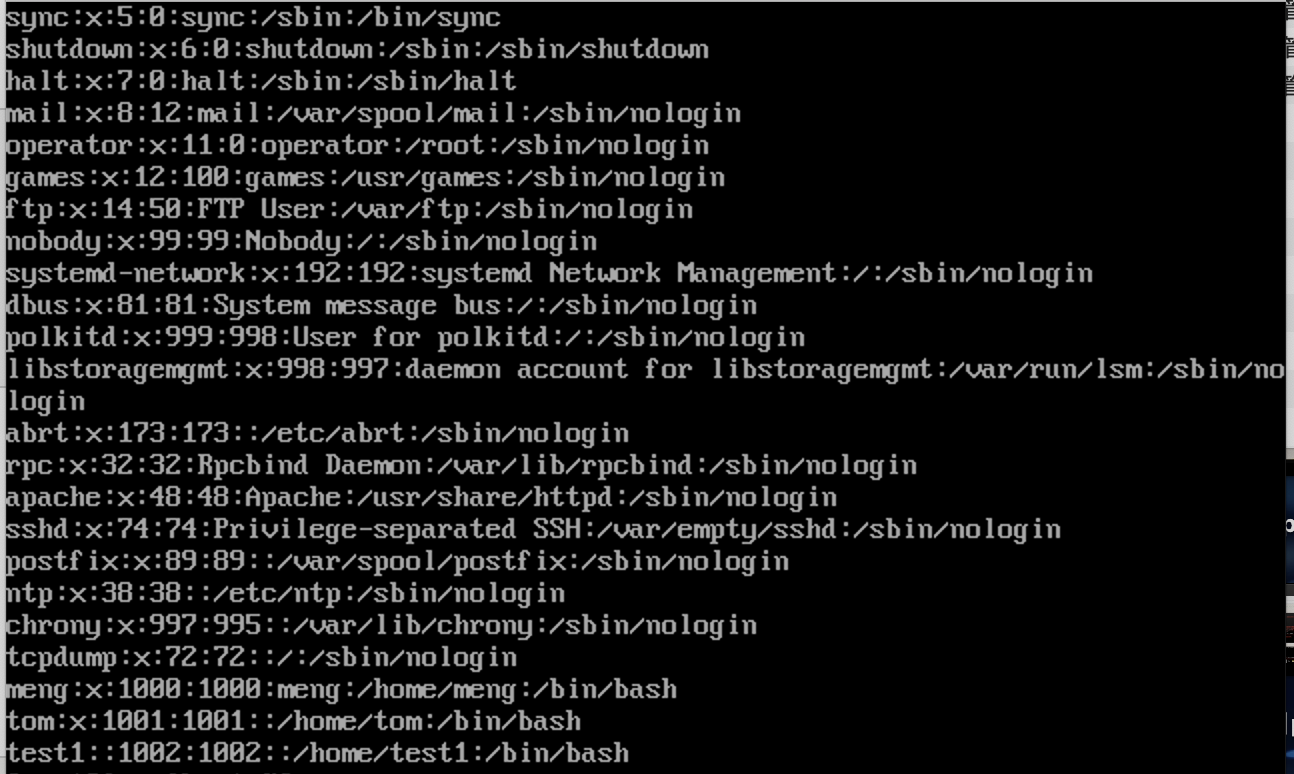 sync:x:5:0:sync:/sbin:/bin/sync
shutdown:x:6:0:shutdown:/sbin:/sbin/shutdown
halt:x:7:0:halt:/sbin:/sbin/halt
mail:x:8:12:mail:/var/spool/mail:/sbin/nologin
operator:x:11:0:operator:/root:/sbin/nologin
games:x:12:100:games:/usr/games:/sbin/nologin
ftp:x:14:50:FTP User:/var/ftp:/sbin/nologin
nobody:x:99:99:Nobody:/:/sbin/nologin
systemd-network:x:192:192:systemd Network Management:/:/sbin/nologin
dbus:x:81:81:System message bus:/:/sbin/nologin
polkitd:x:999:998:User for polkitd:/:/sbin/nologin
libstoragemgmt:x:998:997:daemon account for libstoragemgmt:/var/run/lsm:/sbin/no
login
abrt:x:173:173::/etc/abrt:/sbin/nologin
rpc:x:32:32:Rpcbind Daemon:/var/lib/rpcbind:/sbin/nologin
apache:x:48:48:Apache:/usr/share/httpd:/sbin/nologin
sshd:x:74:74:Privilege-separated SSH:/var/empty/sshd:/sbin/nologin
postfix:x:89:89::/var/spool/postfix:/sbin/nologin
ntp:x:38:38::/etc/ntp:/sbin/nologin
chrony:x:997:995::/var/lib/chrony:/sbin/nologin
tcpdump:x:72:72::/:/sbin/nologin
meng:x:1000:1000:meng:/home/meng:/bin/bash
tom:x:1001:1001::/home/tom:/bin/bash
test1::1002:1002::/home/test1:/bin/bash